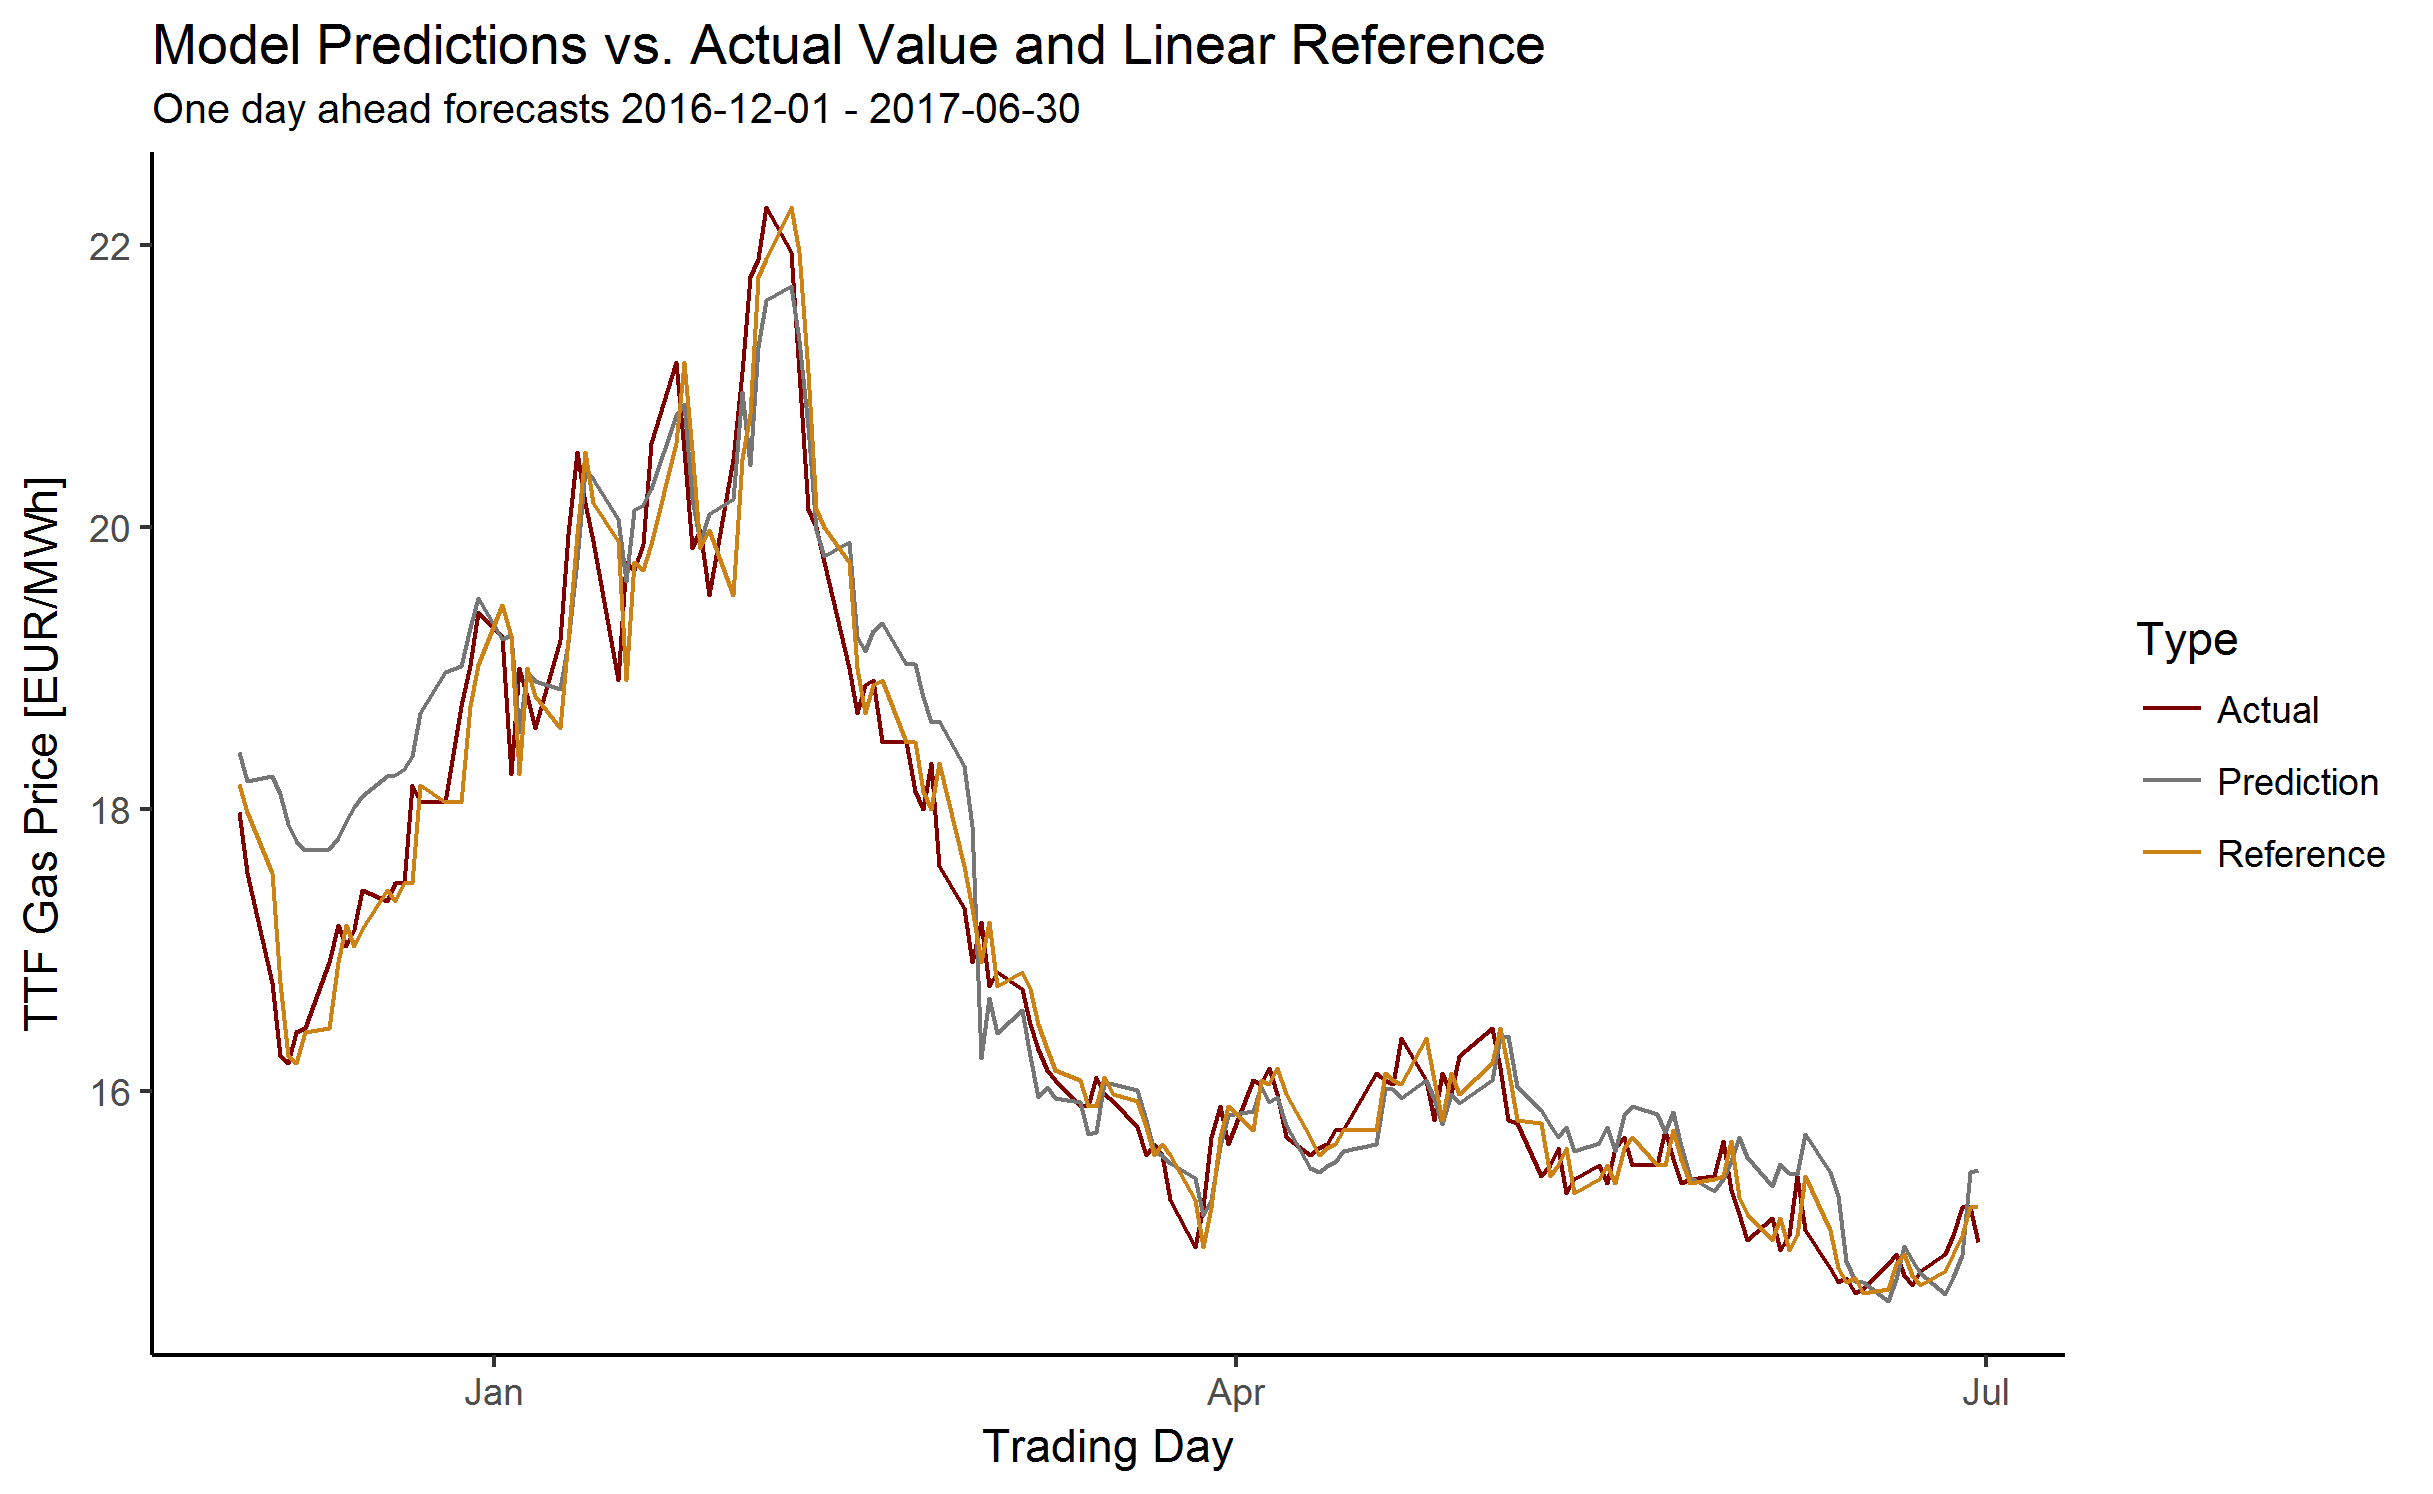 Model Predictions vs. Actual Value and Linear Reference
One day ahead forecasts 2016-12-01 - 2017-06-30
TTF Gas Price [EUR/MWh]
22
20
18
16
Jan
Apr
Jul
Trading Day
Type
Actual
Prediction
Reference